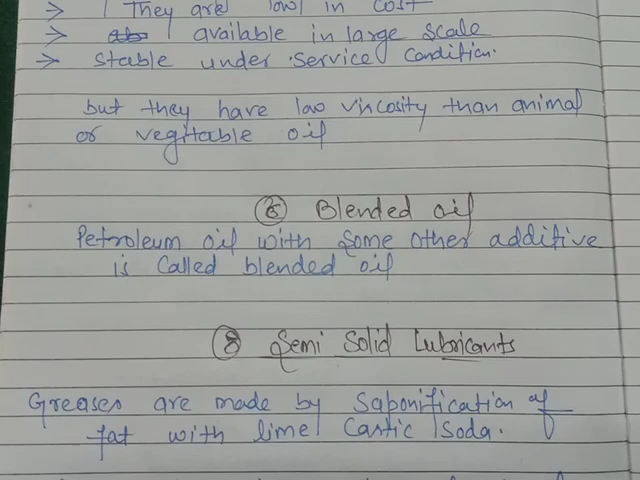 → They are low in cost
→ available in large scale
→ stable under service condition.
but they have low viscosity than animal
or vegitable oil
⑧ Blended oil
Petroleum oil with some other additive
is called blended oil
⑧ Semi Solid Lubricants
Greases are made by Saponification of
fat with lime Castic Soda.